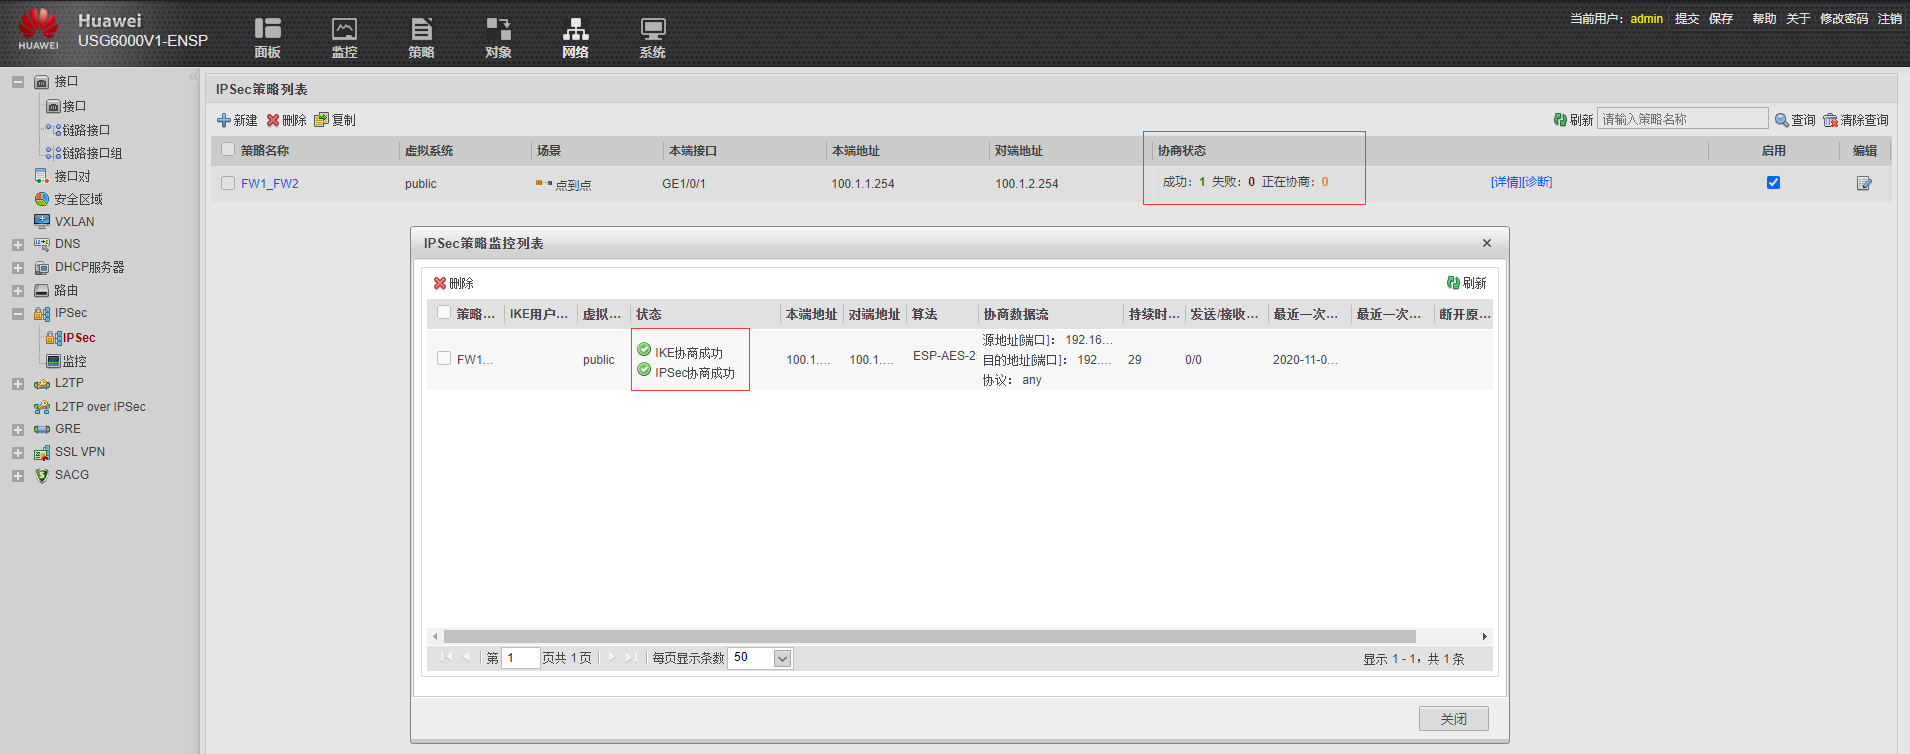 HUAWEI
Huawei
USG6000V1-ENSP
面板
监控
策略
对象
网络
系统
当前用户： admin 提交 保存 帮助 关于 修改密码 注销
接口
接口
链路接口
链路接口组
接口对
安全区域
VXLAN
DNS
DHCP服务器
路由
IPSec
IPSec
监控
L2TP
L2TP over IPSec
GRE
SSL VPN
SACG
IPSec策略列表
新建 删除 复制 刷新 请输入策略名称 查询 清除查询
策略名称 虚拟系统 场景 本端接口 本端地址 对端地址 协商状态 启用 编辑
FW1_FW2 public 点到点 GE1/0/1 100.1.1.254 100.1.2.254 成功：1 失败：0 正在协商：0 [详情][诊断]
IPSec策略监控列表
删除 刷新
策略... IKE用户... 虚拟... 状态 本端地址 对端地址 算法 协商数据流 持续时... 发送/接收... 最近一次... 最近一次... 断开原...
FW1... public IKE协商成功 100.1.... 100.1.... ESP-AES-2 源地址[端口]： 192.16... 29 0/0 2020-11-0...
IPSec协商成功 目的地址[端口]： 192....
协议： any
第 1 页共 1 页 每页显示条数 50 显示 1 - 1，共 1 条
关闭